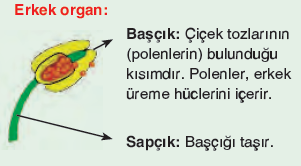 Erkek organ:
Başçık: Çiçek tozlarının
(polenlerin) bulunduğu
kısımdır. Polenler, erkek
üreme hücrelerini içerir.
Sapçık: Başçığı taşır.